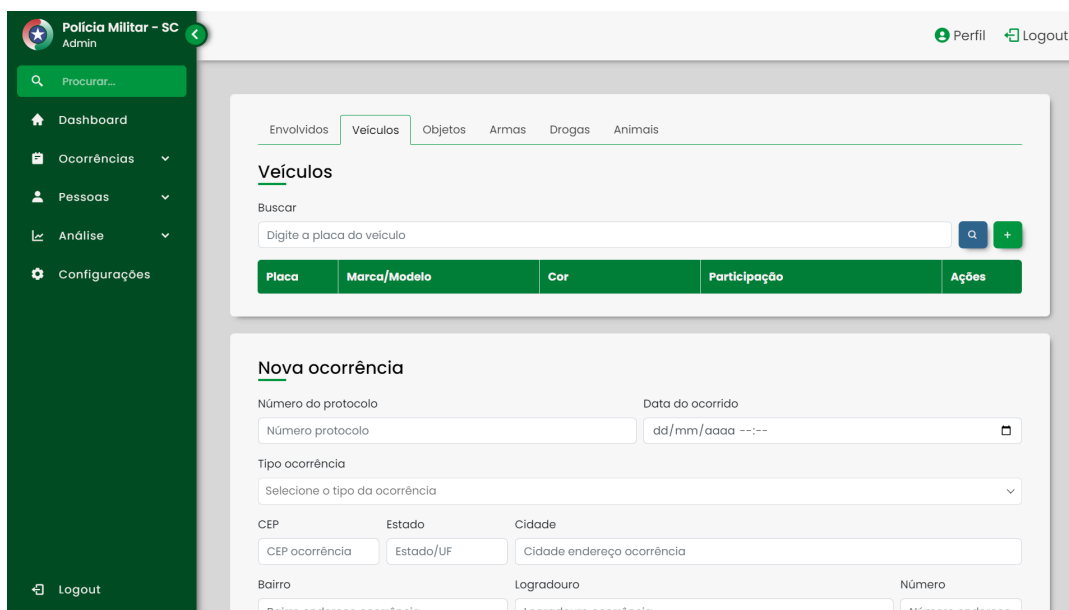 Polícia Militar - SC
Admin
Perfil Logout
Procurar...
Dashboard
Ocorrências
Pessoas
Análise
Configurações
Logout
Envolvidos Veículos Objetos Armas Drogas Animais
Veículos
Buscar
Digite a placa do veículo
Placa Marca/Modelo Cor Participação Ações
Nova ocorrência
Número do protocolo Data do ocorrido
Número protocolo dd/mm/aaaa --:--
Tipo ocorrência
Selecione o tipo da ocorrência
CEP Estado Cidade
CEP ocorrência Estado/UF Cidade endereço ocorrência
Bairro Logradouro Número